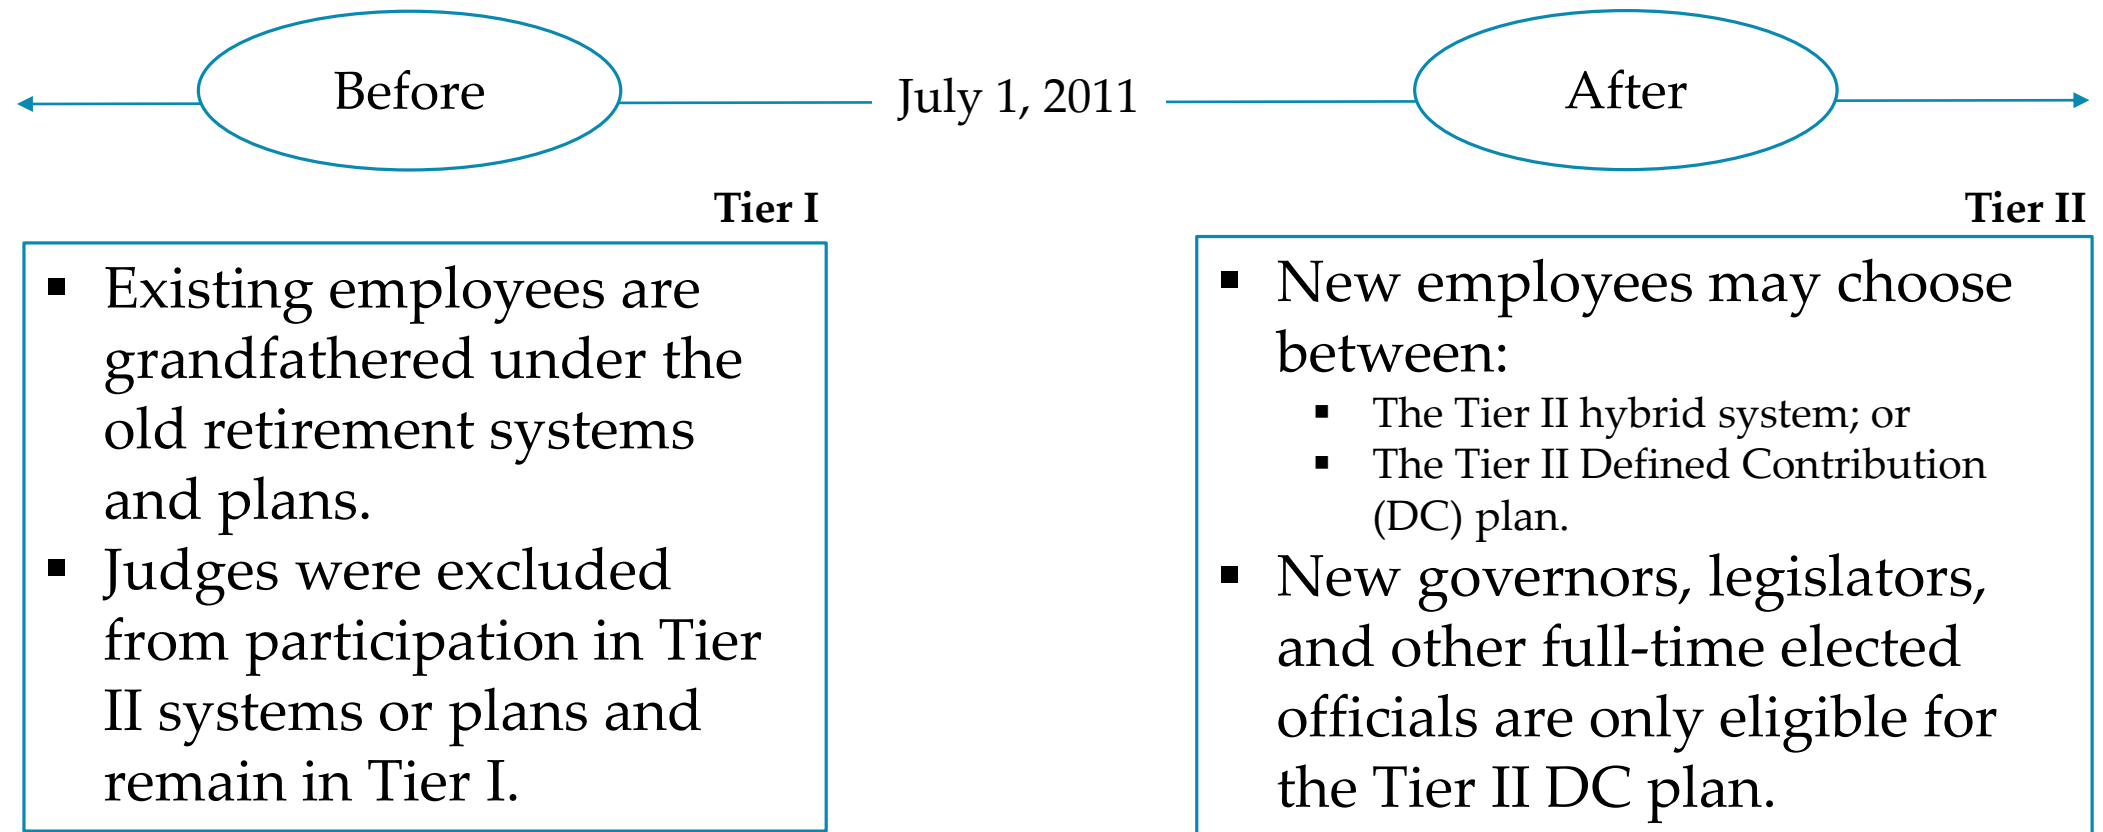 Before
July 1, 2011
After
Tier I
▪ Existing employees are
grandfathered under the
old retirement systems
and plans.
▪ Judges were excluded
from participation in Tier
II systems or plans and
remain in Tier I.
Tier II
▪ New employees may choose
between:
▪ The Tier II hybrid system; or
▪ The Tier II Defined Contribution
(DC) plan.
▪ New governors, legislators,
and other full-time elected
officials are only eligible for
the Tier II DC plan.